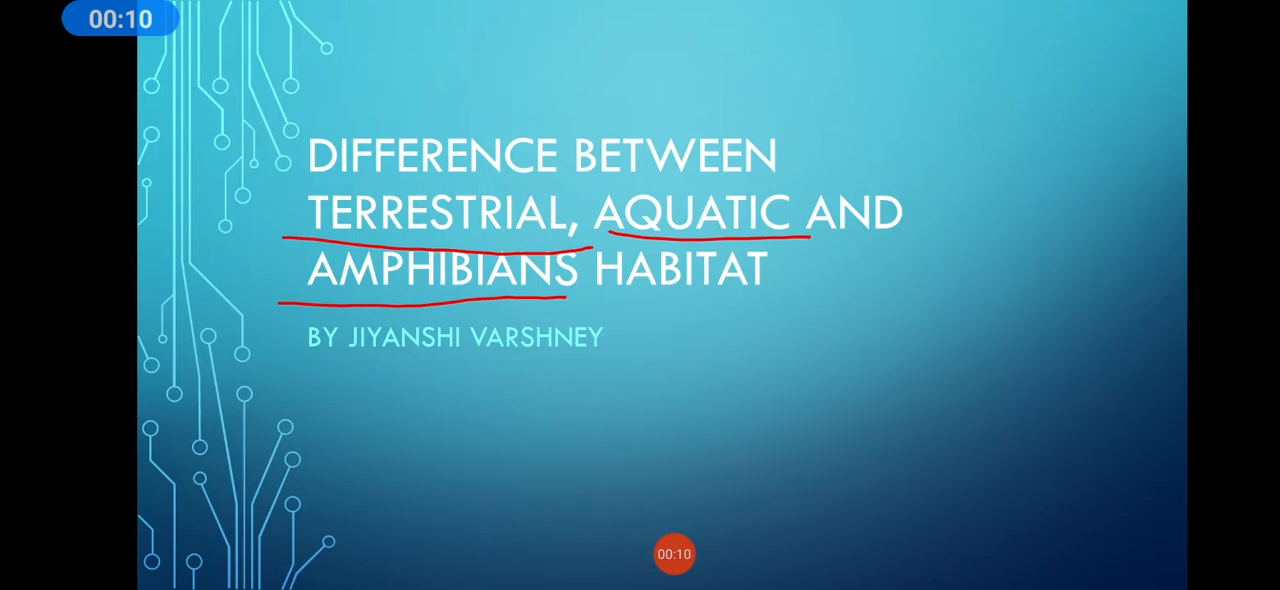 00:10
DIFFERENCE BETWEEN
TERRESTRIAL, AQUATIC AND
AMPHIBIANS HABITAT
BY JIYANSHI VARSHNEY
00:10